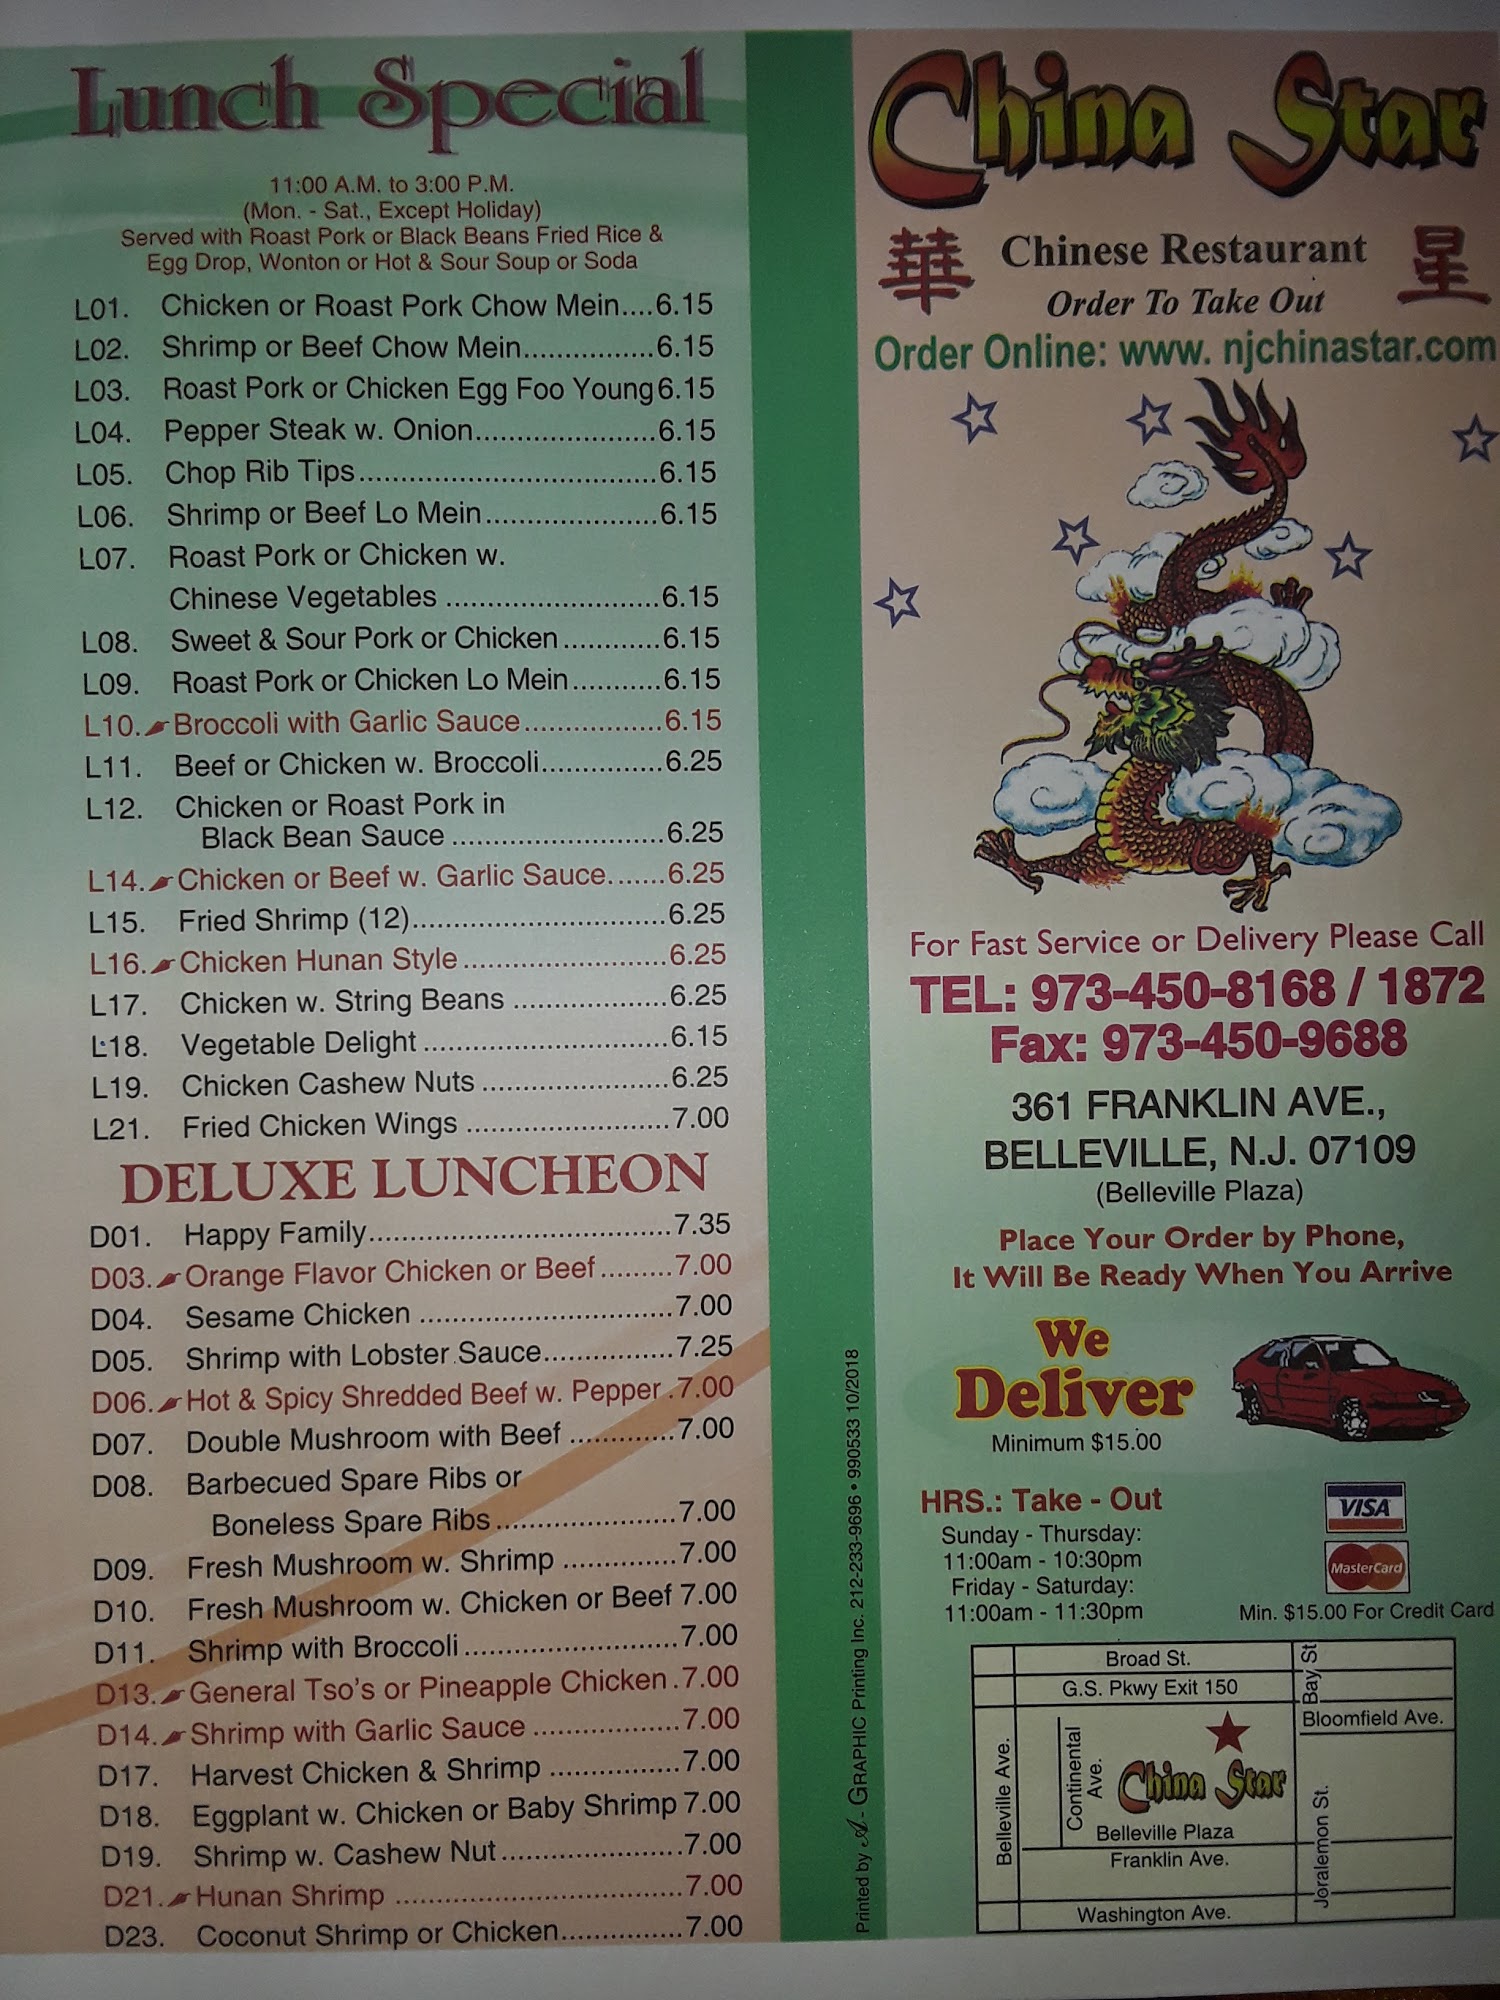 Lunch Special
11:00 A.M. to 3:00 P.M.
(Mon. - Sat., Except Holiday)
Served with Roast Pork or Black Beans Fried Rice &
Egg Drop, Wonton or Hot & Sour Soup or Soda
L01. Chicken or Roast Pork Chow Mein....6.15
L02. Shrimp or Beef Chow Mein................6.15
L03. Roast Pork or Chicken Egg Foo Young 6.15
L04. Pepper Steak w. Onion......................6.15
L05. Chop Rib Tips....................................6.15
L06. Shrimp or Beef Lo Mein.....................6.15
L07. Roast Pork or Chicken w.
Chinese Vegetables ..........................6.15
L08. Sweet & Sour Pork or Chicken............6.15
L09. Roast Pork or Chicken Lo Mein...........6.15
L10. Broccoli with Garlic Sauce.................6.15
L11. Beef or Chicken w. Broccoli...............6.25
L12. Chicken or Roast Pork in
Black Bean Sauce ..........................6.25
L14. Chicken or Beef w. Garlic Sauce.......6.25
L15. Fried Shrimp (12)...............................6.25
L16. Chicken Hunan Style.........................6.25
L17. Chicken w. String Beans ...................6.25
L18. Vegetable Delight ..............................6.15
L19. Chicken Cashew Nuts .......................6.25
L21. Fried Chicken Wings .........................7.00
DELUXE LUNCHEON
D01. Happy Family.....................................7.35
D03. Orange Flavor Chicken or Beef.........7.00
D04. Sesame Chicken ...............................7.00
D05. Shrimp with Lobster Sauce................7.25
D06. Hot & Spicy Shredded Beef w. Pepper .7.00
D07. Double Mushroom with Beef .............7.00
D08. Barbecued Spare Ribs or
Boneless Spare Ribs......................7.00
D09. Fresh Mushroom w. Shrimp ..............7.00
D10. Fresh Mushroom w. Chicken or Beef 7.00
D11. Shrimp with Broccoli..........................7.00
D13. General Tso's or Pineapple Chicken.7.00
D14. Shrimp with Garlic Sauce ..................7.00
D17. Harvest Chicken & Shrimp ................7.00
D18. Eggplant w. Chicken or Baby Shrimp 7.00
D19. Shrimp w. Cashew Nut......................7.00
D21. Hunan Shrimp ...................................7.00
D23. Coconut Shrimp or Chicken...............7.00
Printed by A - GRAPHIC Printing Inc. 212-233-9696 • 990533 10/2018
China Star
華 星
Chinese Restaurant
Order To Take Out
Order Online: www. njchinastar.com
For Fast Service or Delivery Please Call
TEL: 973-450-8168 / 1872
Fax: 973-450-9688
361 FRANKLIN AVE.,
BELLEVILLE, N.J. 07109
(Belleville Plaza)
Place Your Order by Phone,
It Will Be Ready When You Arrive
We
Deliver
Minimum $15.00
HRS.: Take - Out
Sunday - Thursday:
11:00am - 10:30pm
Friday - Saturday:
11:00am - 11:30pm
VISA
MasterCard
Min. $15.00 For Credit Card
Broad St.
G.S. Pkwy Exit 150
Bay St
Bloomfield Ave.
Belleville Ave.
Continental
Ave.
China Star
Belleville Plaza
Joralemon St.
Franklin Ave.
Washington Ave.